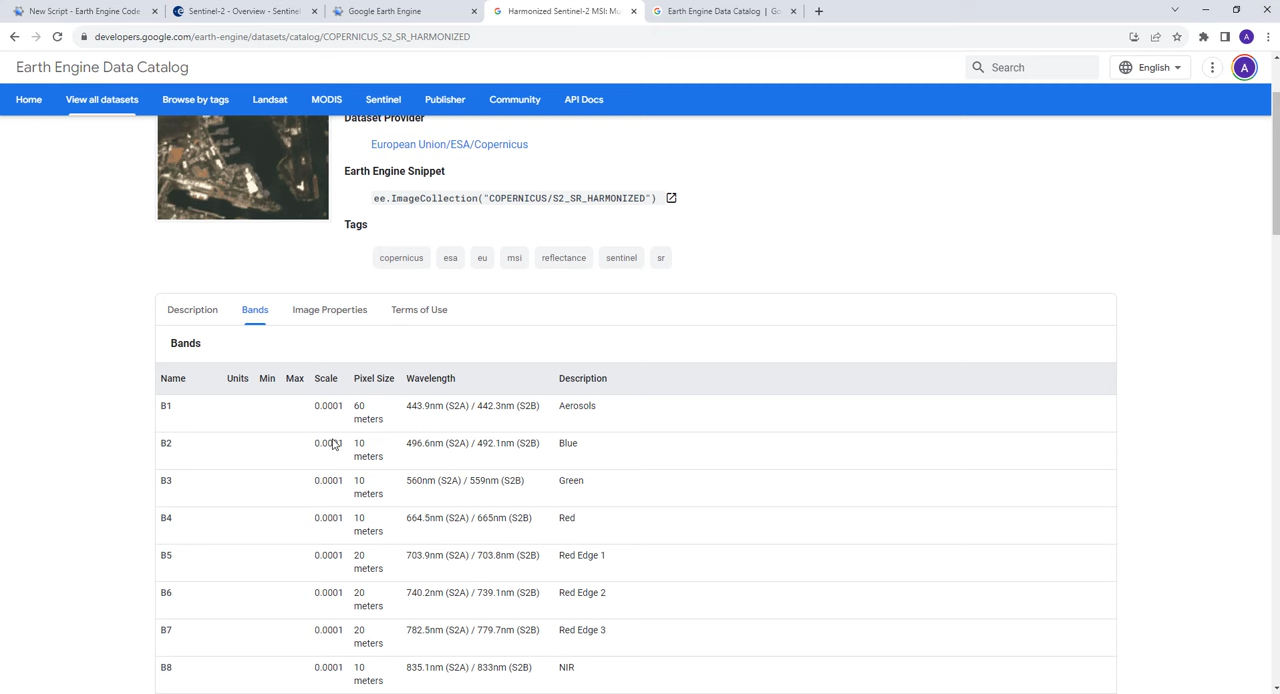 New Script - Earth Engine Code
Sentinel-2 - Overview - Sentinel
Google Earth Engine
Harmonized Sentinel-2 MSI: Mu
Earth Engine Data Catalog | Go
developers.google.com/earth-engine/datasets/catalog/COPERNICUS_S2_SR_HARMONIZED
A
Earth Engine Data Catalog
Search
English
A
Home View all datasets Browse by tags Landsat MODIS Sentinel Publisher Community API Docs
Dataset Provider
European Union/ESA/Copernicus
Earth Engine Snippet
ee.ImageCollection("COPERNICUS/S2_SR_HARMONIZED")
Tags
copernicus esa eu msi reflectance sentinel sr
Description Bands Image Properties Terms of Use
Bands
Name Units Min Max Scale Pixel Size Wavelength Description
B1 0.0001 60 443.9nm (S2A) / 442.3nm (S2B) Aerosols
meters
B2 0.0001 10 496.6nm (S2A) / 492.1nm (S2B) Blue
meters
B3 0.0001 10 560nm (S2A) / 559nm (S2B) Green
meters
B4 0.0001 10 664.5nm (S2A) / 665nm (S2B) Red
meters
B5 0.0001 20 703.9nm (S2A) / 703.8nm (S2B) Red Edge 1
meters
B6 0.0001 20 740.2nm (S2A) / 739.1nm (S2B) Red Edge 2
meters
B7 0.0001 20 782.5nm (S2A) / 779.7nm (S2B) Red Edge 3
meters
B8 0.0001 10 835.1nm (S2A) / 833nm (S2B) NIR
meters